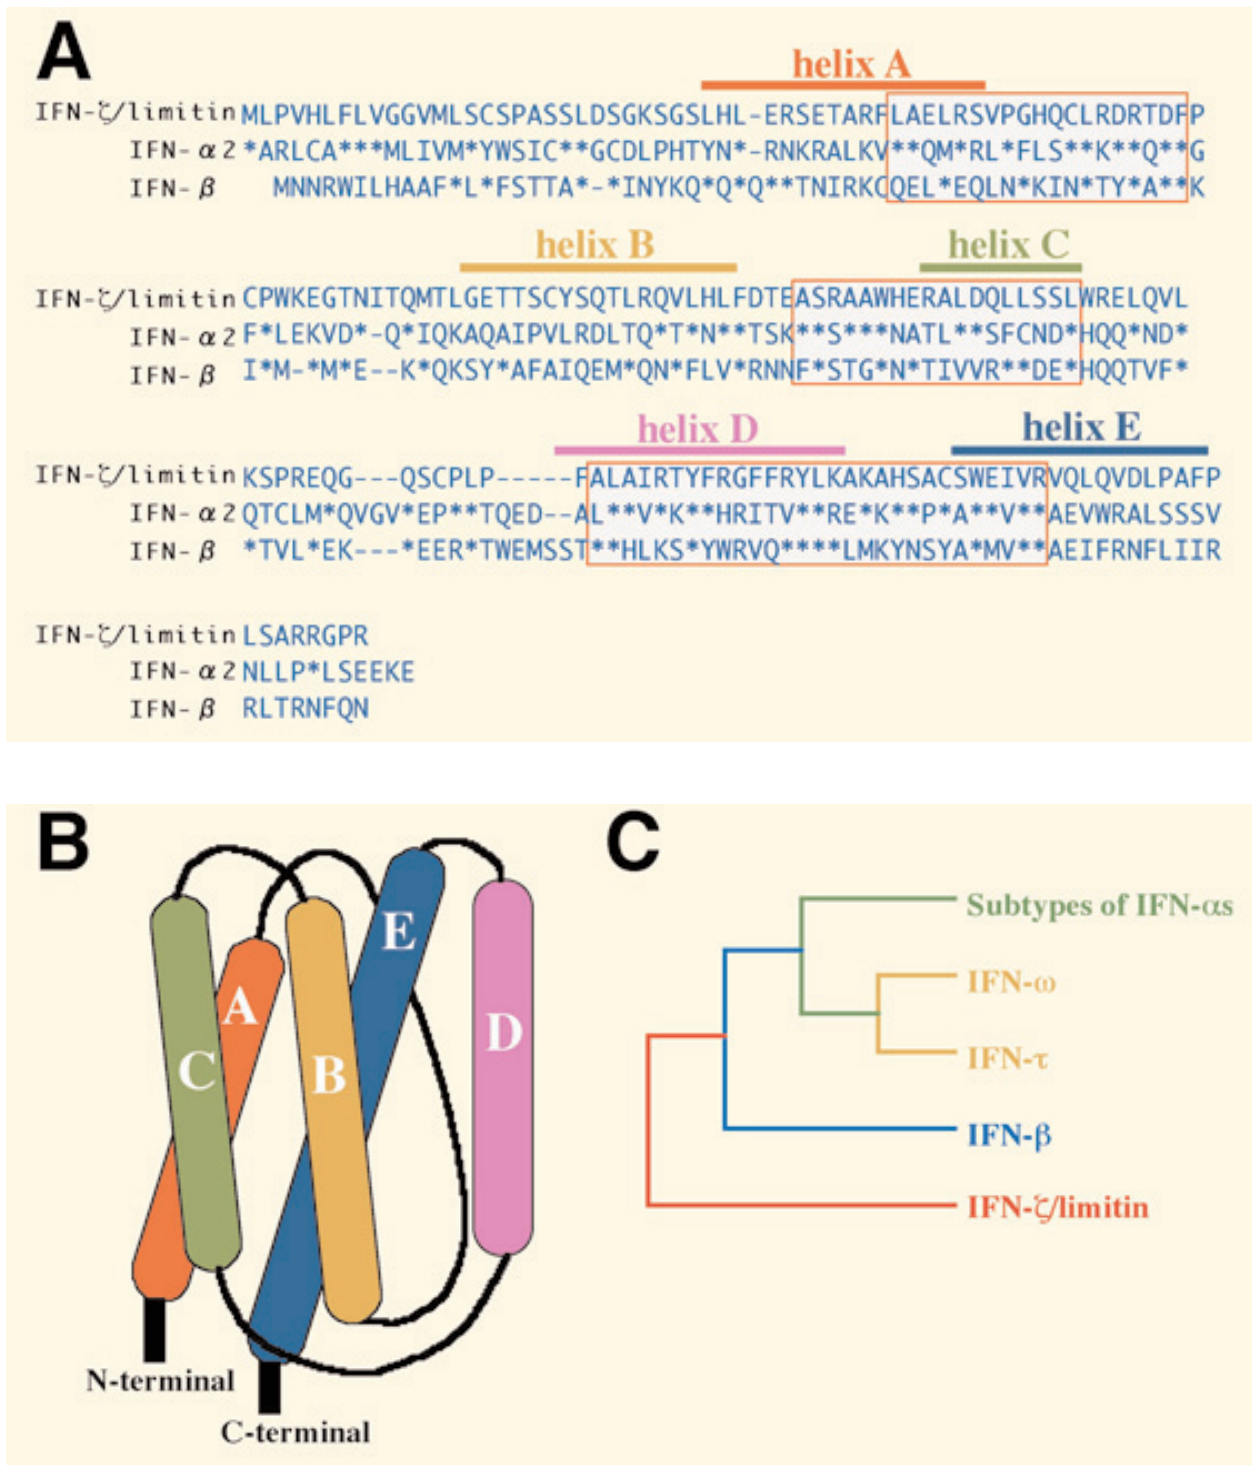 A
helix A
IFN-ζ/limitin MLPVHLFLVGGVMLSCSPASSLDSGKSGSLHL-ERSETARFLAELRSVPGHQCLRDRTDFP
IFN-α2 *ARLCA***MLIVM*YWSIC**GCDLPHTYN*-RNKRALKV**QM*RL*FLS**K**Q**G
IFN-β MNNRWILHAAF*L*FSTTA*-*INYKQ*Q*Q**TNIRKCQEL*EQLN*KIN*TY*A**K
helix B helix C
IFN-ζ/limitin CPWKEGTNITQMTLGETTSCYSQTLRQVLHLFDTEASRAAWHERALDQLLSSLWRELQVL
IFN-α2 F*LEKVD*-Q*IQKAQAIPVLRDLTQ*T*N**TSK**S***NATL**SFCND*HQQ*ND*
IFN-β I*M-*M*E--K*QKSY*AFAIQEM*QN*FLV*RNNF*STG*N*TIVVR**DE*HQQTVF*
helix D helix E
IFN-ζ/limitin KSPREQG---QSCPLP-----FALAIRTYFRGFFRYLKAKAHSACSWEIVRVQLQVDLPAFP
IFN-α2 QTCLM*QVGV*EP**TQED--AL**V*K**HRITV**RE*K**P*A**V**AEVWRALSSSV
IFN-β *TVL*EK---*EER*TWEMSST**HLKS*YWRVQ****LMKYNSYA*MV**AEIFRNFLIIR
IFN-ζ/limitin LSARRGPR
IFN-α2 NLLP*LSEEKE
IFN-β RLTRNFQN
B
E
A
D
C
B
N-terminal
C-terminal
C
Subtypes of IFN-αs
IFN-ω
IFN-τ
IFN-β
IFN-ζ/limitin